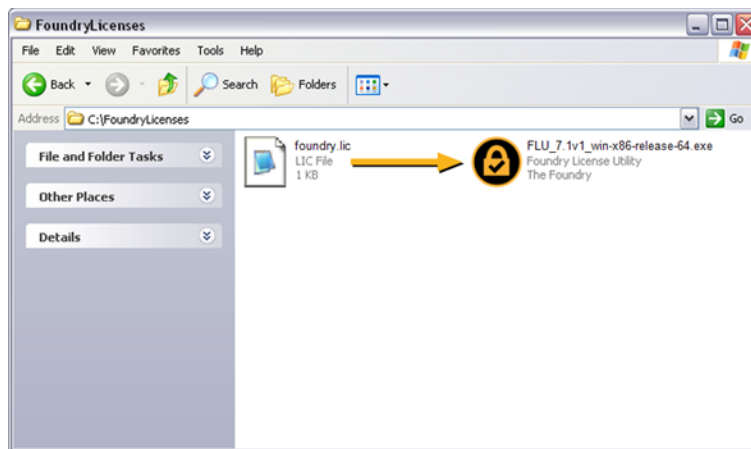 FoundryLicenses
File Edit View Favorites Tools Help
Back Search Folders
Address C:\FoundryLicenses Go
File and Folder Tasks
Other Places
Details
foundry.lic
LIC File
1 KB
FLU_7.1v1_win-x86-release-64.exe
Foundry License Utility
The Foundry